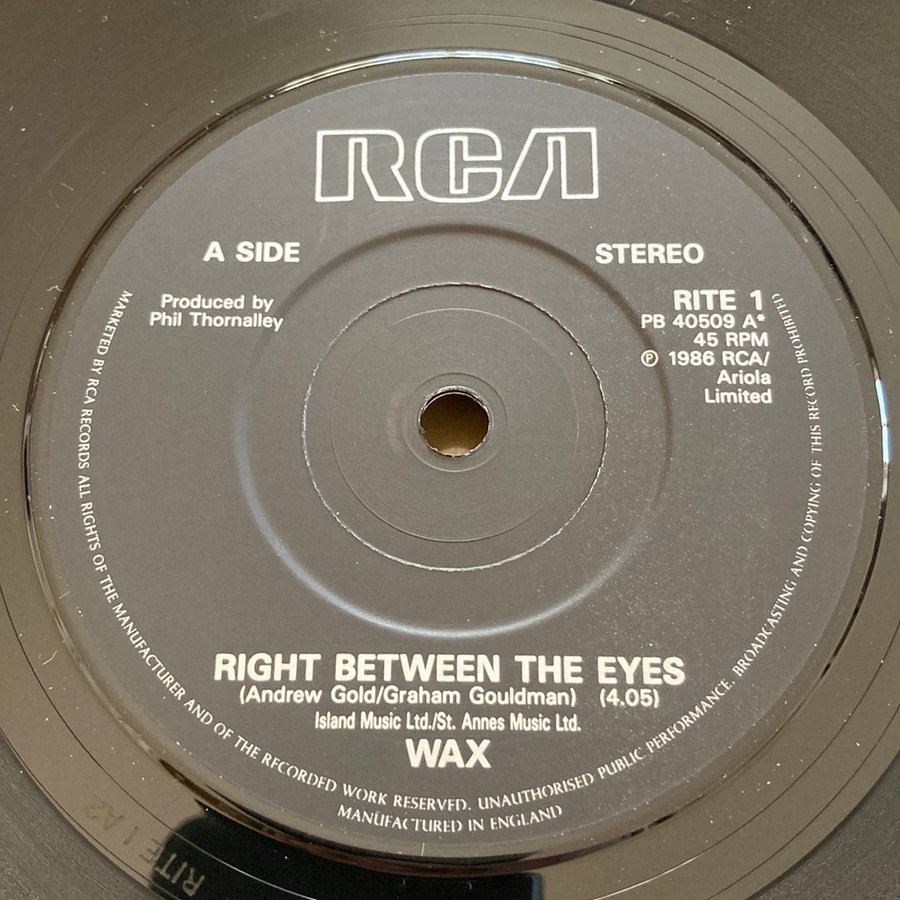 RCA
A SIDE
STEREO
Produced by
Phil Thornalley
RITE 1
PB 40509 A*
45 RPM
℗ 1986 RCA/
Ariola
Limited
RIGHT BETWEEN THE EYES
(Andrew Gold/Graham Gouldman) (4.05)
Island Music Ltd./St. Annes Music Ltd.
WAX
MARKETED BY RCA RECORDS ALL RIGHTS OF THE MANUFACTURER AND OF THE RECORDED WORK RESERVED. UNAUTHORISED PUBLIC PERFORMANCE. BROADCASTING AND COPYING OF THIS RECORD PROHIBITED
MANUFACTURED IN ENGLAND
RITE 1 A2